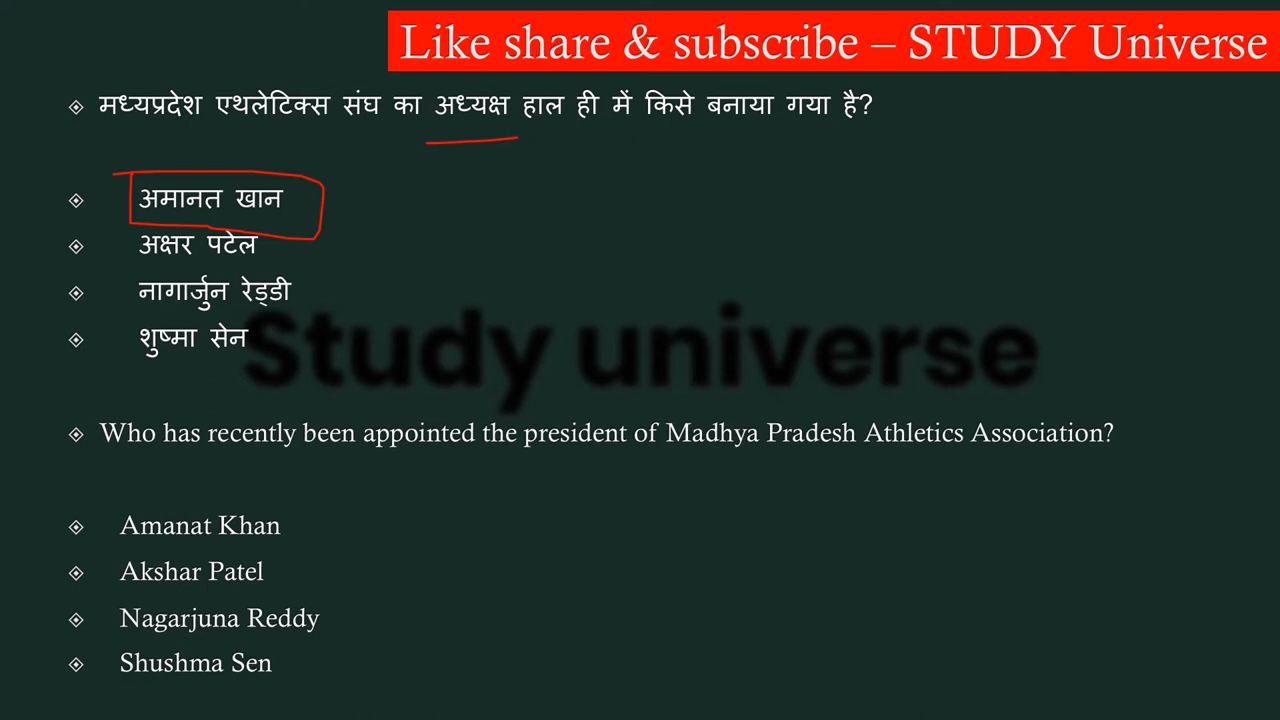 Like share & subscribe – STUDY Universe
मध्यप्रदेश एथलेटिक्स संघ का अध्यक्ष हाल ही में किसे बनाया गया है?
अमानत खान
अक्षर पटेल
नागार्जुन रेड्डी
शुष्मा सेन
Study universe
Who has recently been appointed the president of Madhya Pradesh Athletics Association?
Amanat Khan
Akshar Patel
Nagarjuna Reddy
Shushma Sen